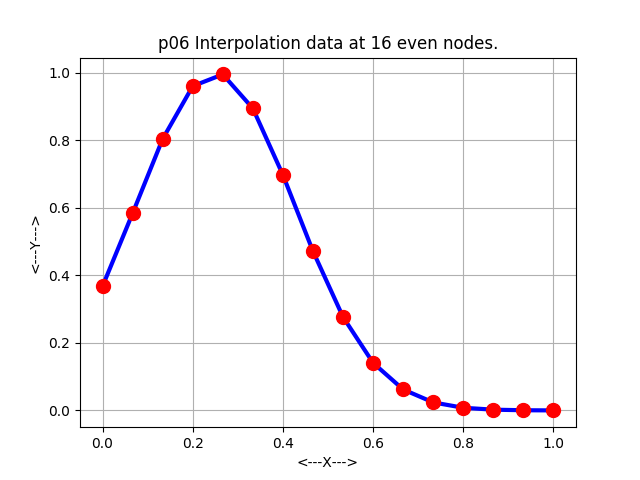 p06 Interpolation data at 16 even nodes.
1.0
0.8
0.6
0.4
0.2
0.0
<---Y--->
0.0 0.2 0.4 0.6 0.8 1.0
<---X--->